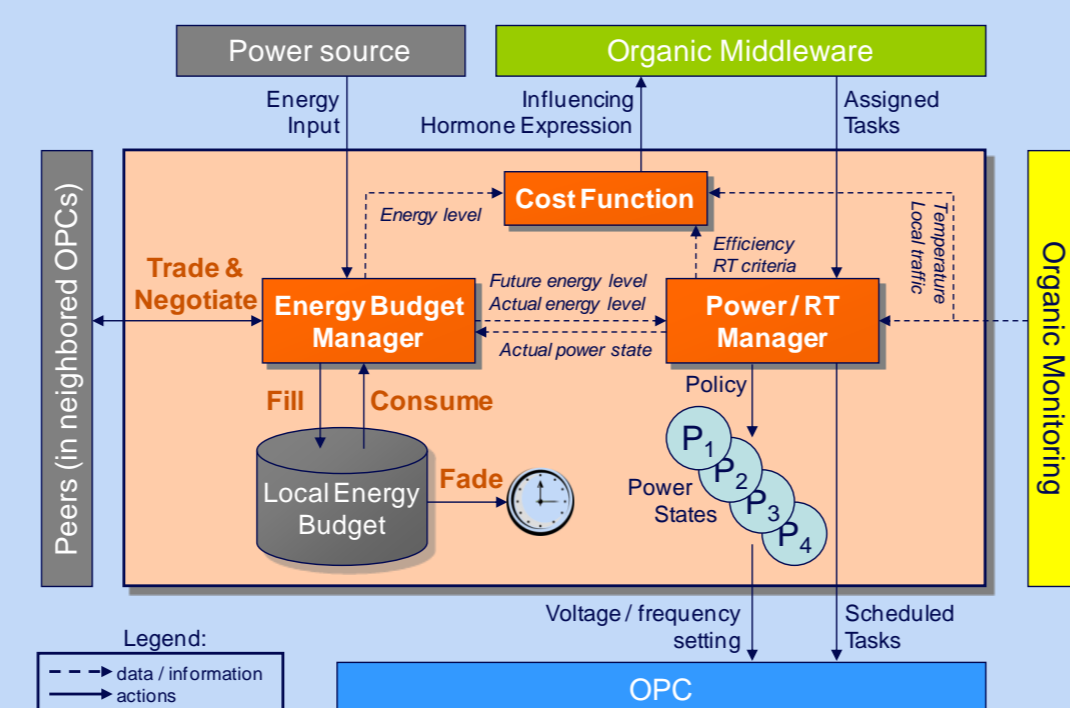 Power source
Organic Middleware
Energy
Input
Influencing
Hormone Expression
Assigned
Tasks
Peers (in neighbored OPCs)
Cost Function
Energy level
Efficiency
RT criteria
Temperature
Local traffic
Organic Monitoring
Trade &
Negotiate
Energy Budget
Manager
Future energy level
Actual energy level
Actual power state
Power / RT
Manager
Fill
Consume
Policy
Local Energy
Budget
Fade
Power
States
P1
P2
P3
P4
Voltage / frequency
setting
Scheduled
Tasks
Legend:
data / information
actions
OPC